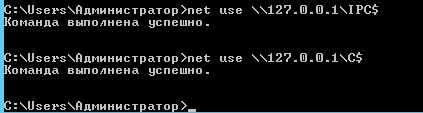 C:\Users\Администратор>net use \\127.0.0.1\IPC$
Команда выполнена успешно.
C:\Users\Администратор>net use \\127.0.0.1\C$
Команда выполнена успешно.
C:\Users\Администратор>_